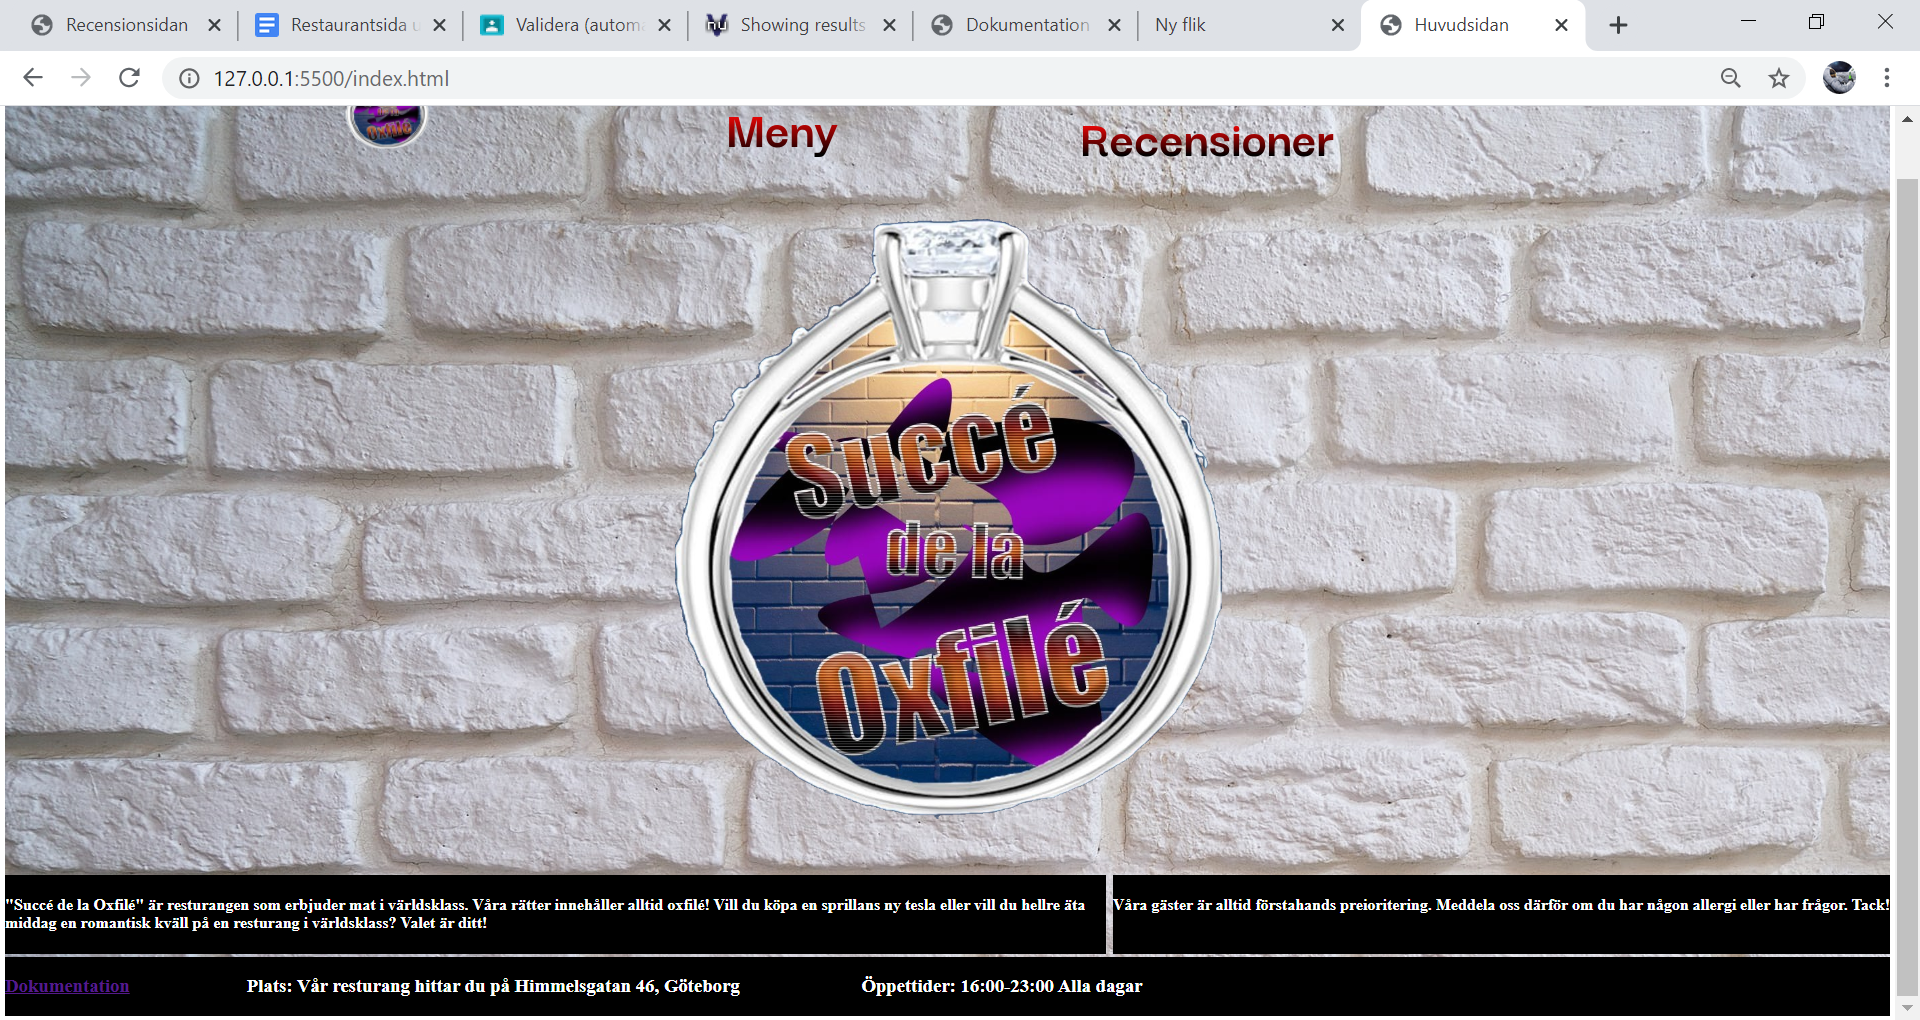 Recensionsidan
Restaurantsida u
Validera (automa
Showing results
Dokumentation
Ny flik
Huvudsidan
127.0.0.1:5500/index.html
Oxfilé
Meny
Recensioner
Succé
de la
Oxfilé
"Succé de la Oxfilé" är resturangen som erbjuder mat i världsklass. Våra rätter innehåller alltid oxfilé! Vill du köpa en sprillans ny tesla eller vill du hellre äta
middag en romantisk kväll på en resturang i världsklass? Valet är ditt!
Våra gäster är alltid förstahands preioritering. Meddela oss därför om du har någon allergi eller har frågor. Tack!
Dokumentation
Plats: Vår resturang hittar du på Himmelsgatan 46, Göteborg
Öppettider: 16:00-23:00 Alla dagar